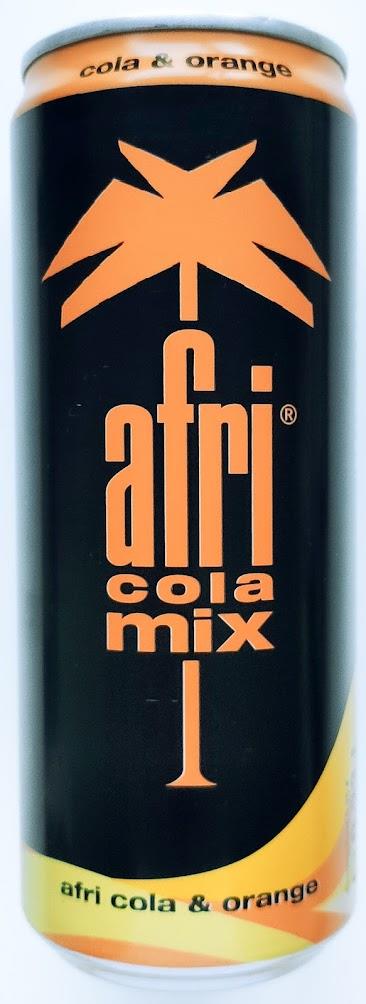 cola & orange
afri®
cola
mix
afri cola & orange